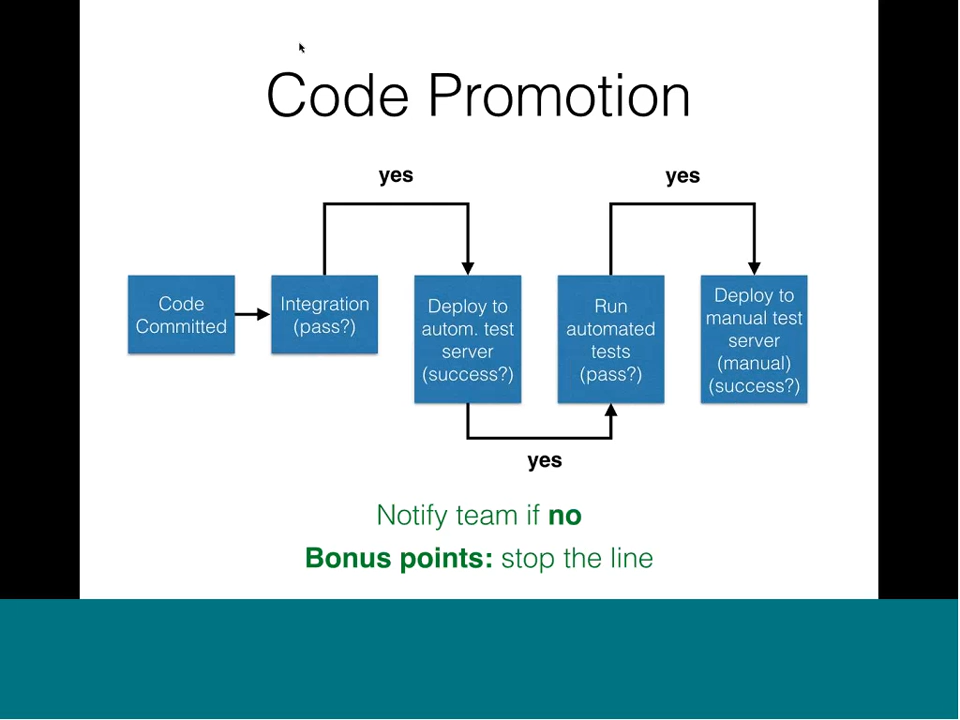 Code Promotion
yes
yes
Code
Committed
Integration
(pass?)
Deploy to
autom. test
server
(success?)
Run
automated
tests
(pass?)
Deploy to
manual test
server
(manual)
(success?)
yes
Notify team if no
Bonus points: stop the line